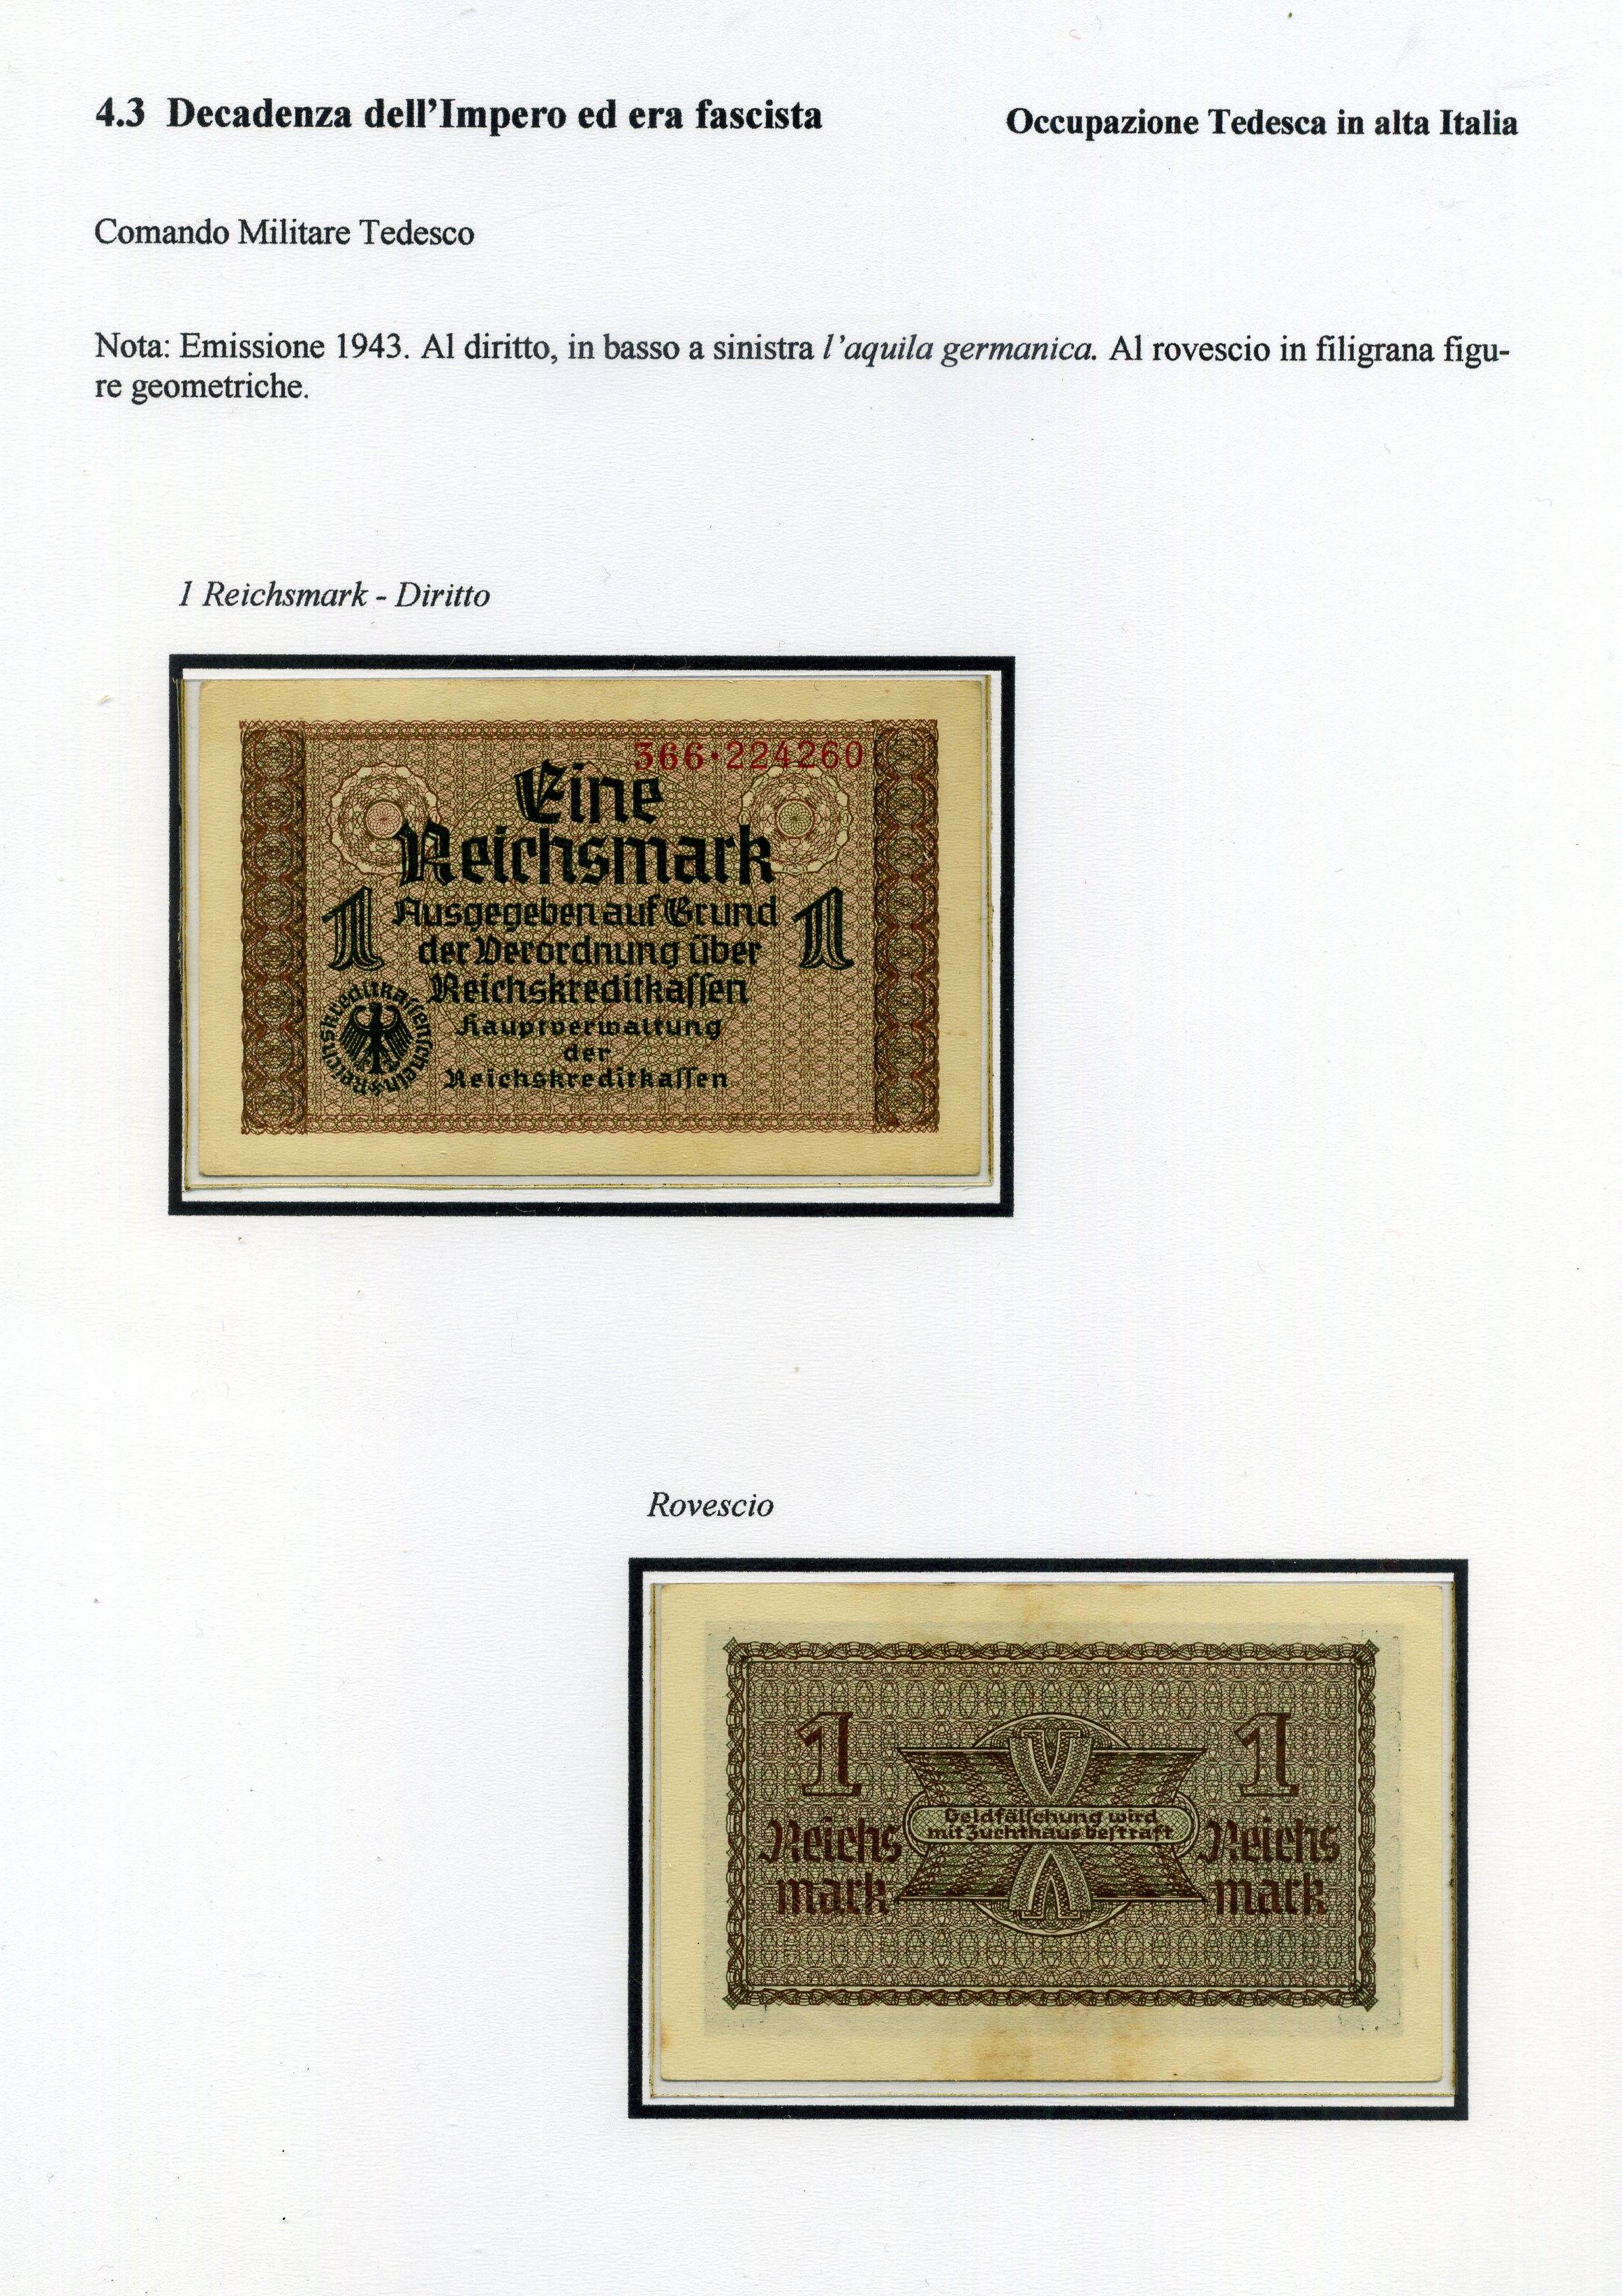 4.3 Decadenza dell'Impero ed era fascista
Occupazione Tedesca in alta Italia
Comando Militare Tedesco
Nota: Emissione 1943. Al diritto, in basso a sinistra l'aquila germanica. Al rovescio in filigrana figu-
re geometriche.
1 Reichsmark - Diritto
366·224260
Eine
Reichsmark
1 Ausgegeben auf Grund 1
der Verordnung über
Reichskreditkaſſen
Hauptverwaltung
der
Reichskreditkaſſen
Reichskreditkaſſenſchein
Rovescio
1 1
Geldfälſchung wird
mit Zuchthaus beſtraft
Reichs Reichs
mark mark